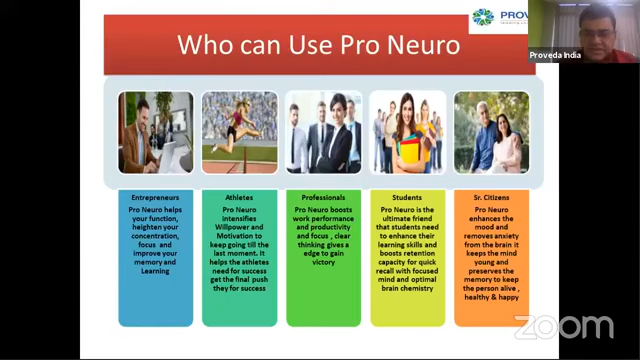 PROV
Proveda India
Who can Use Pro Neuro
Entrepreneurs
Pro Neuro helps
your function,
heighten your
concentration,
focus and
improve your
memory and
Learning
Athletes
Pro Neuro
Intensifies
Willpower and
Motivation to
keep going till the
last moment. It
helps the athletes
need for success
get the final push
they for success
Professionals
Pro Neuro boosts
work performance
and productivity
and focus , clear
thinking gives a
edge to gain
victory
Students
Pro Neuro is the
ultimate friend
that students need
to enhance their
learning skills and
boosts retention
capacity for quick
recall with focused
mind and optimal
brain chemistry
Sr. Citizens
Pro Neuro
enhances the
mood and
removes anxiety
from the brain it
keeps the mind
young and
preserves the
memory to keep
the person alive ,
healthy & happy
zoom